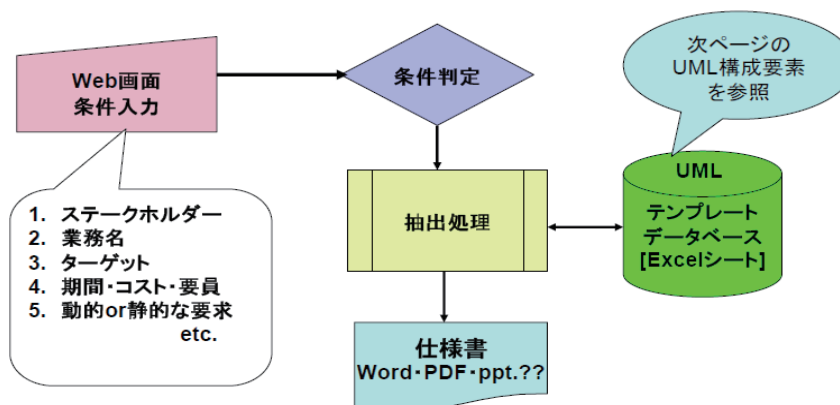 Web画面
条件入力
条件判定
次ページの
UML構成要素
を参照
1. ステークホルダー
2. 業務名
3. ターゲット
4. 期間・コスト・要員
5. 動的or静的な要求
etc.
抽出処理
UML
テンプレート
データベース
[Excelシート]
仕様書
Word・PDF・ppt.??